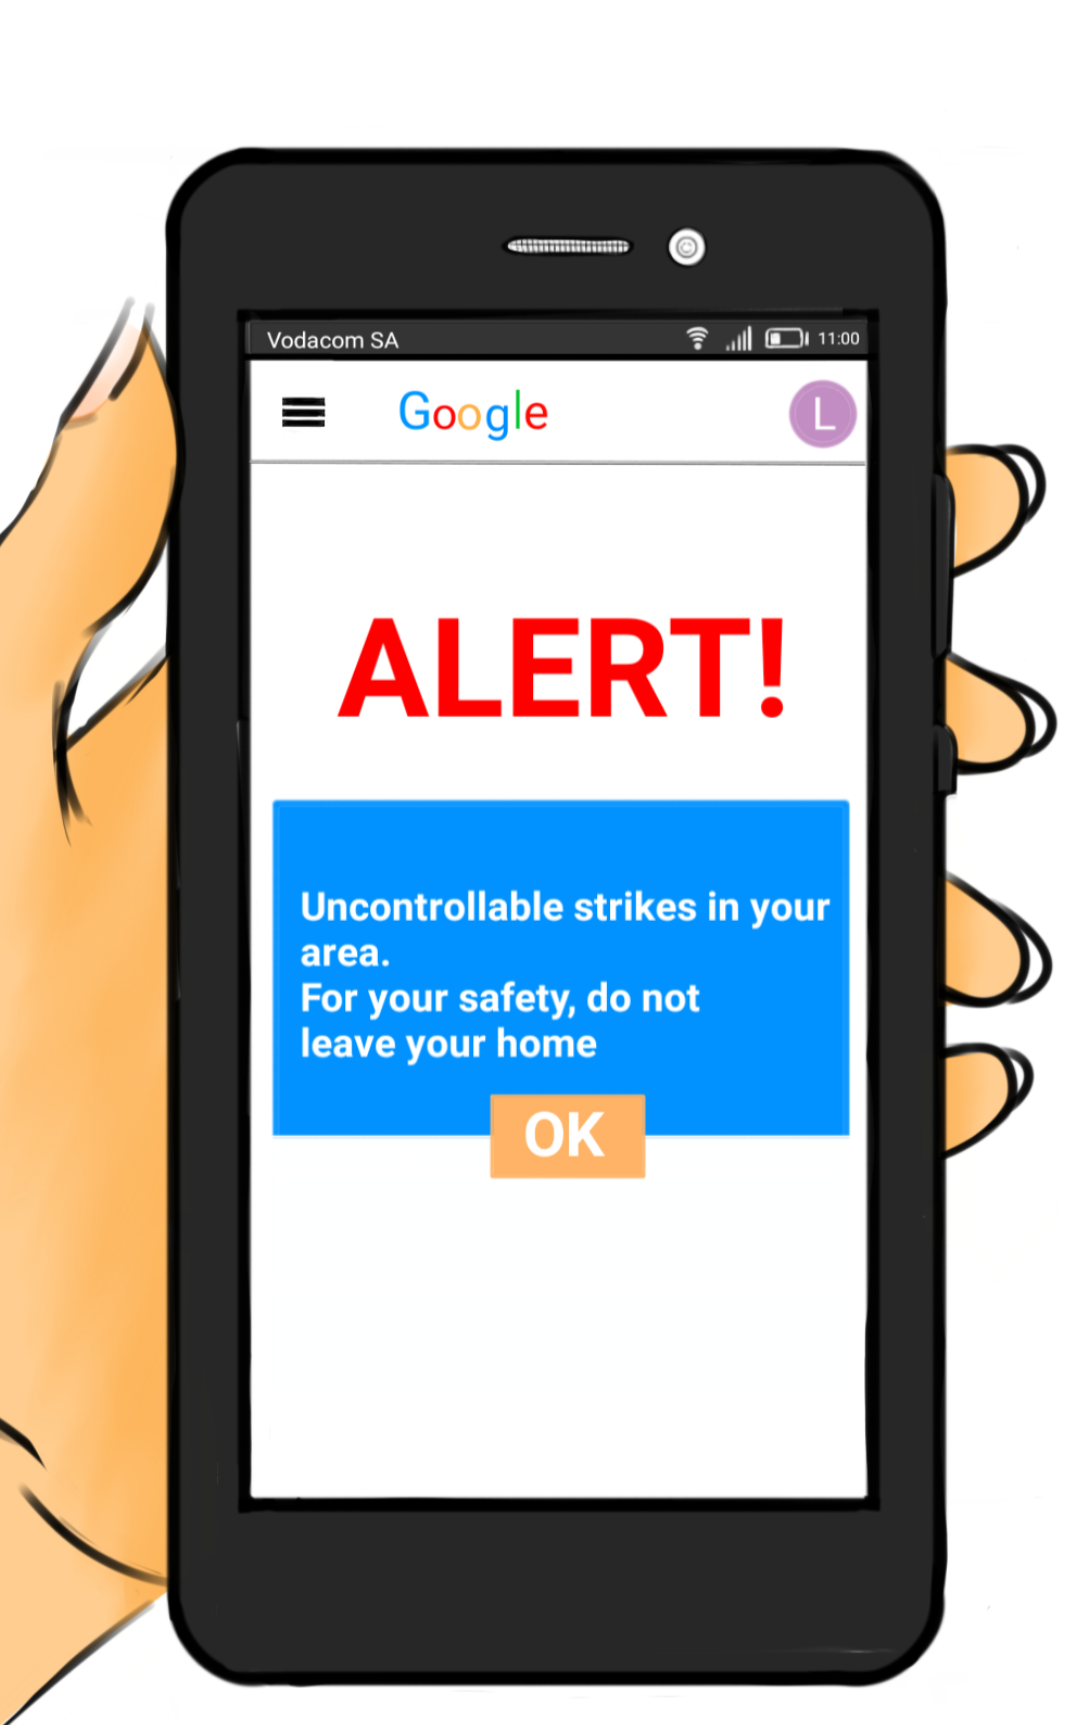 Vodacom SA 11:00
Google L
ALERT!
Uncontrollable strikes in your
area.
For your safety, do not
leave your home
OK